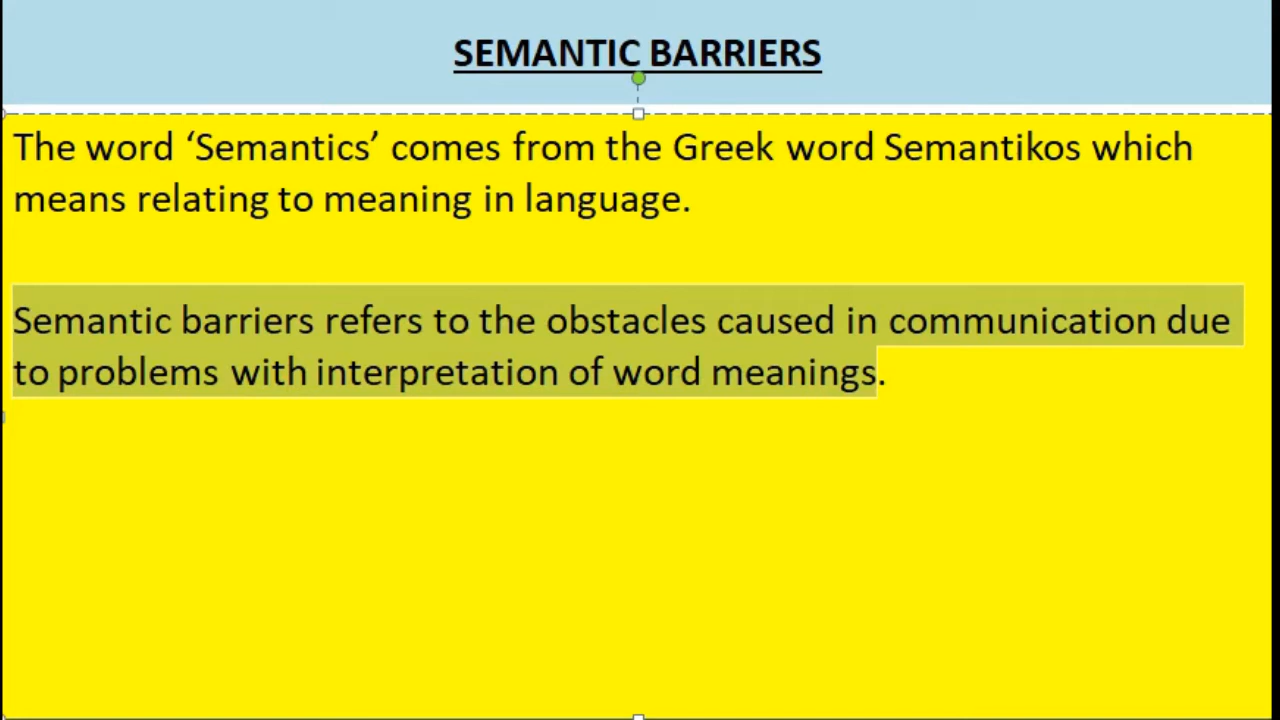 SEMANTIC BARRIERS
The word ‘Semantics’ comes from the Greek word Semantikos which
means relating to meaning in language.
Semantic barriers refers to the obstacles caused in communication due
to problems with interpretation of word meanings.